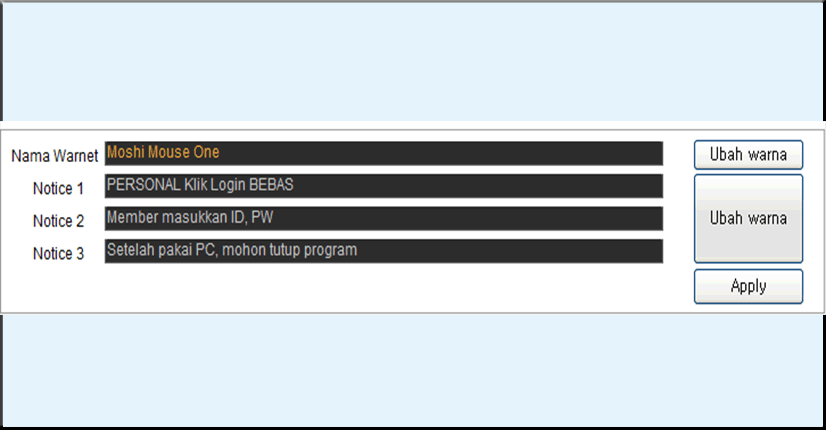 Nama Warnet Moshi Mouse One Ubah warna
Notice 1 PERSONAL Klik Login BEBAS
Notice 2 Member masukkan ID, PW Ubah warna
Notice 3 Setelah pakai PC, mohon tutup program
Apply